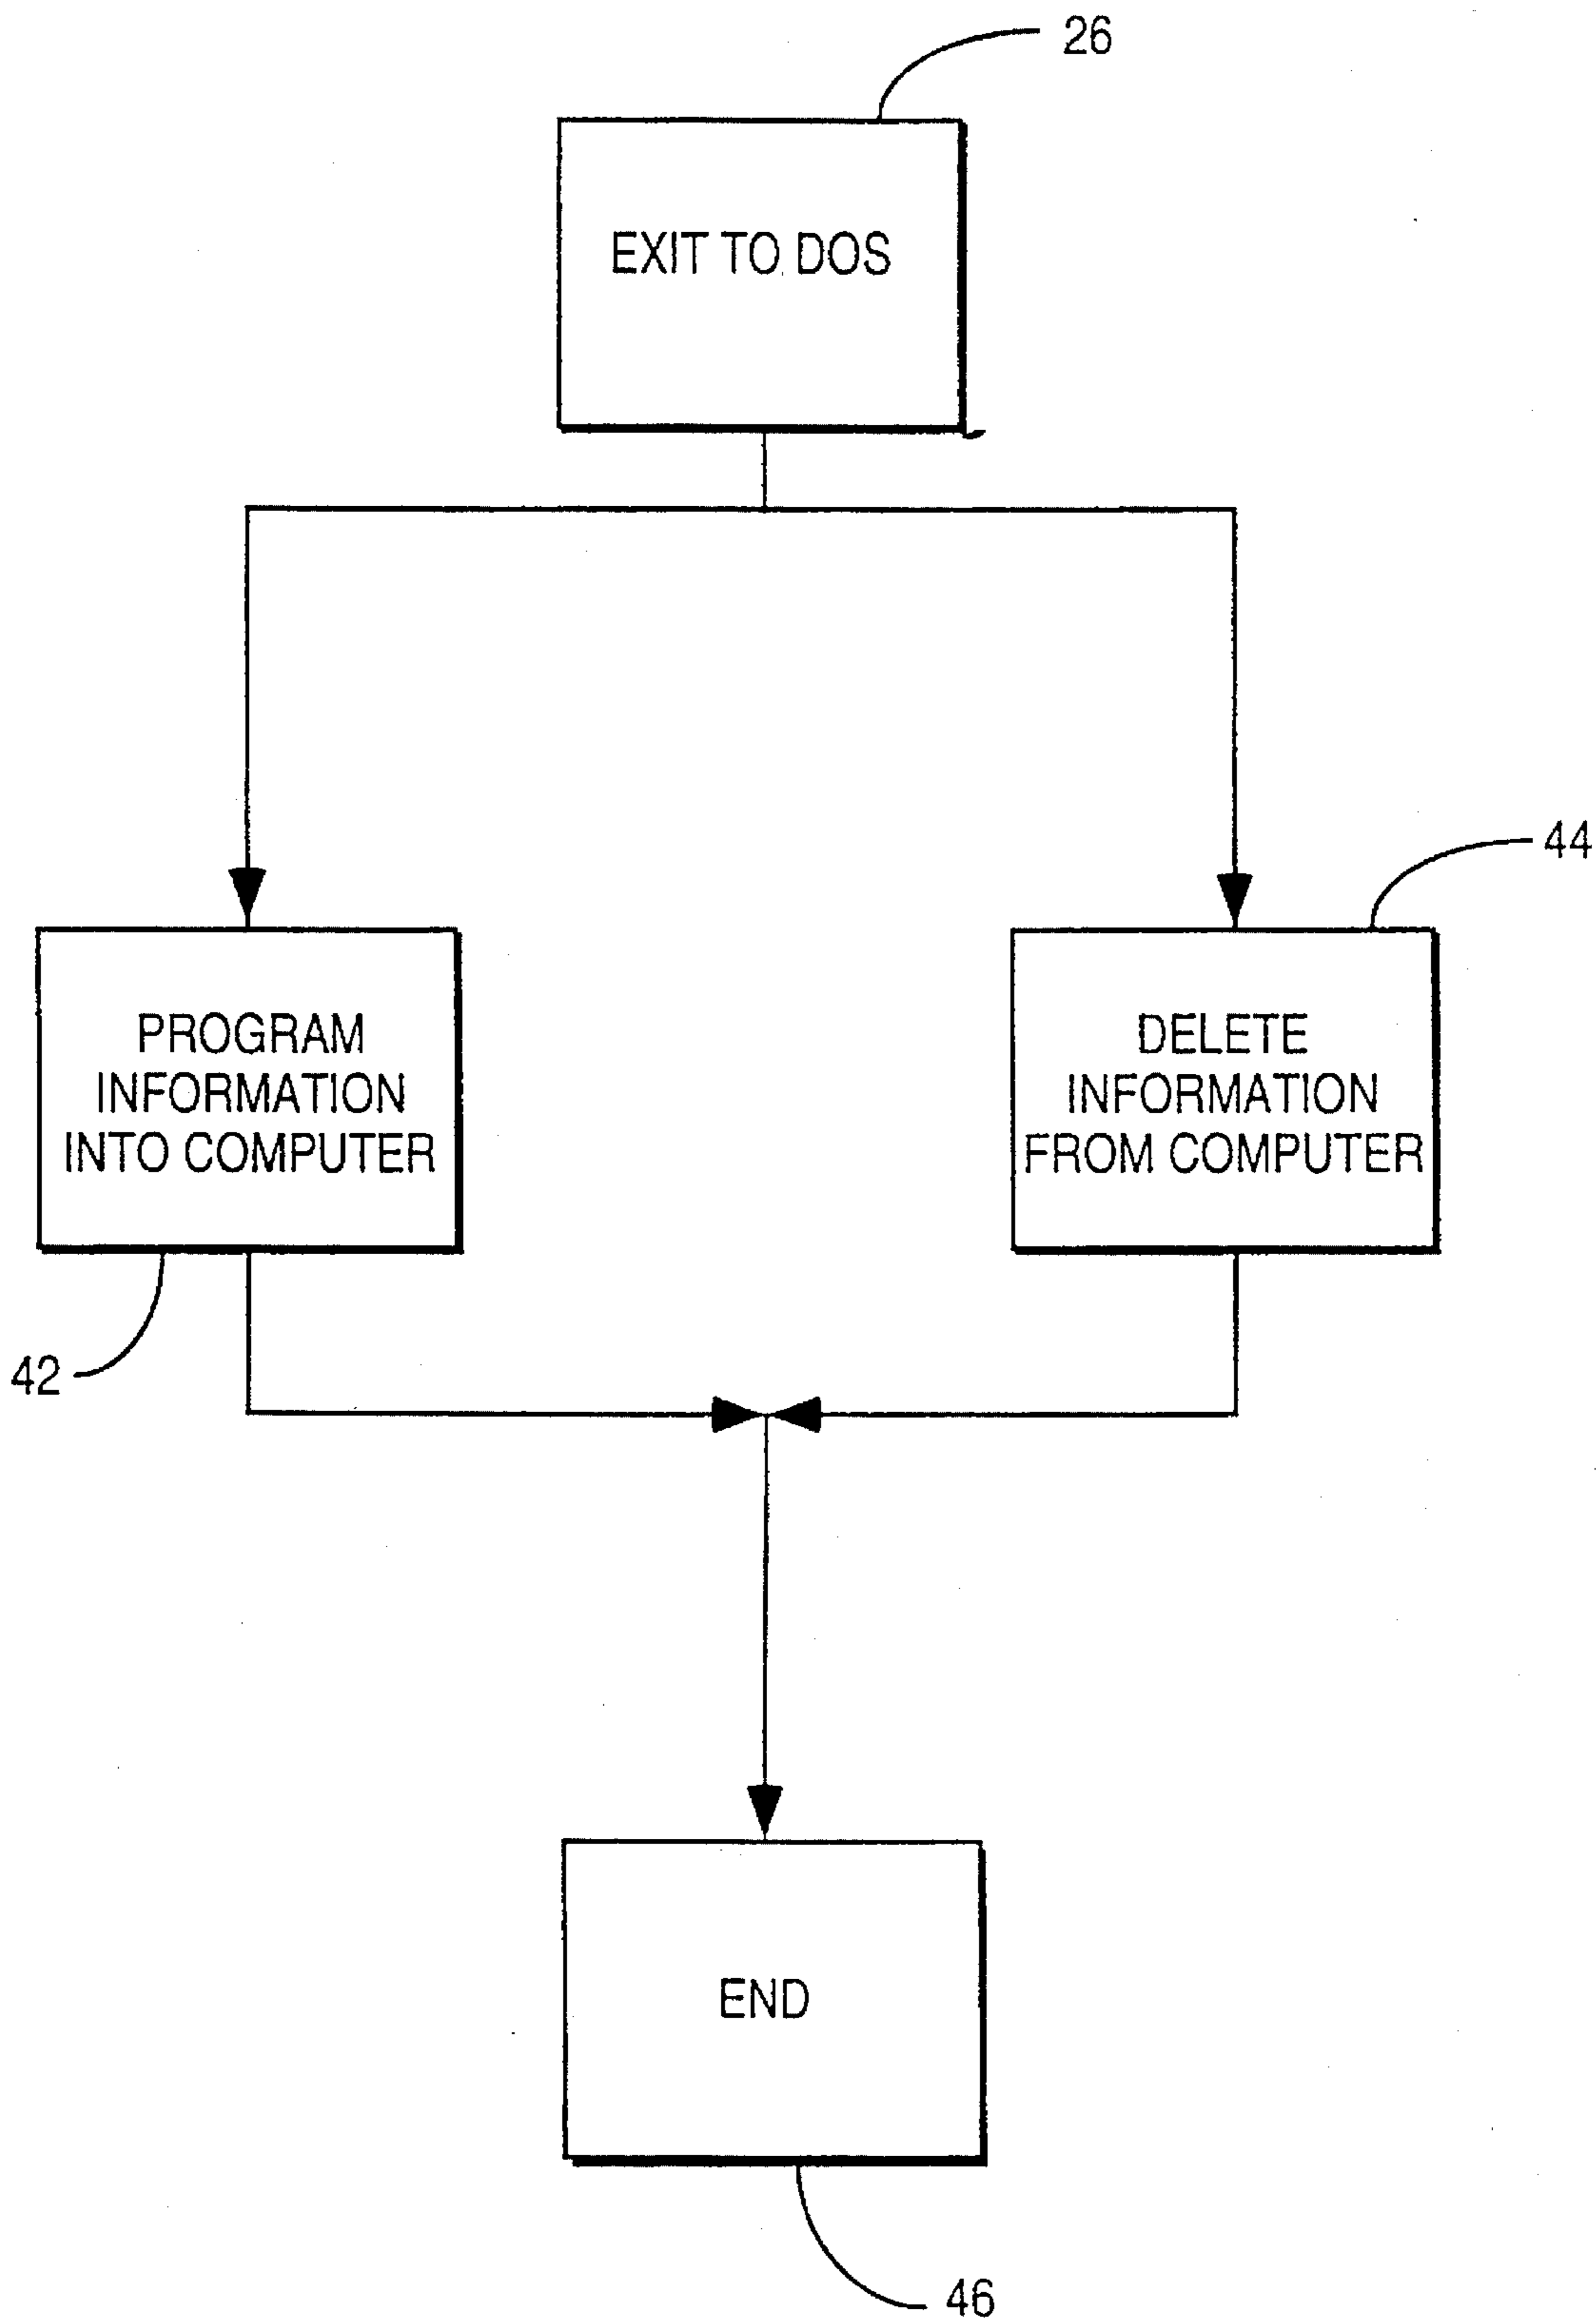 26
EXIT TO DOS
44
PROGRAM
INFORMATION
INTO COMPUTER
DELETE
INFORMATION
FROM COMPUTER
42
END
46